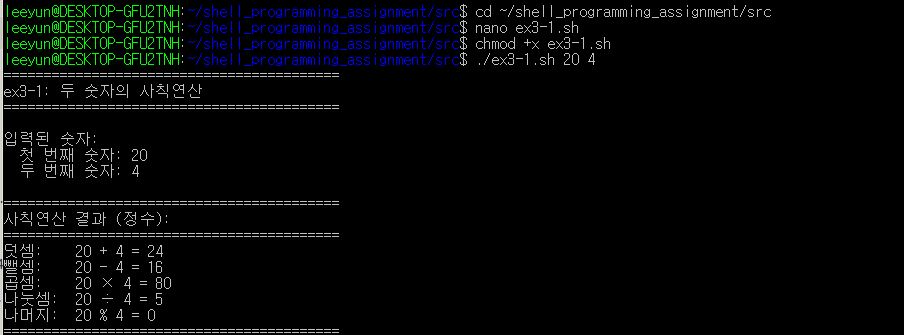 leeyun@DESKTOP-GFU2TNH:~/shell_programming_assignment/src$ cd ~/shell_programming_assignment/src
leeyun@DESKTOP-GFU2TNH:~/shell_programming_assignment/src$ nano ex3-1.sh
leeyun@DESKTOP-GFU2TNH:~/shell_programming_assignment/src$ chmod +x ex3-1.sh
leeyun@DESKTOP-GFU2TNH:~/shell_programming_assignment/src$ ./ex3-1.sh 20 4
==========================================
ex3-1: 두 숫자의 사칙연산
==========================================
입력된 숫자:
  첫 번째 숫자: 20
  두 번째 숫자: 4
==========================================
사칙연산 결과 (정수):
==========================================
덧셈:    20 + 4 = 24
뺄셈:    20 - 4 = 16
곱셈:    20 × 4 = 80
나눗셈:  20 ÷ 4 = 5
나머지:  20 % 4 = 0
==========================================